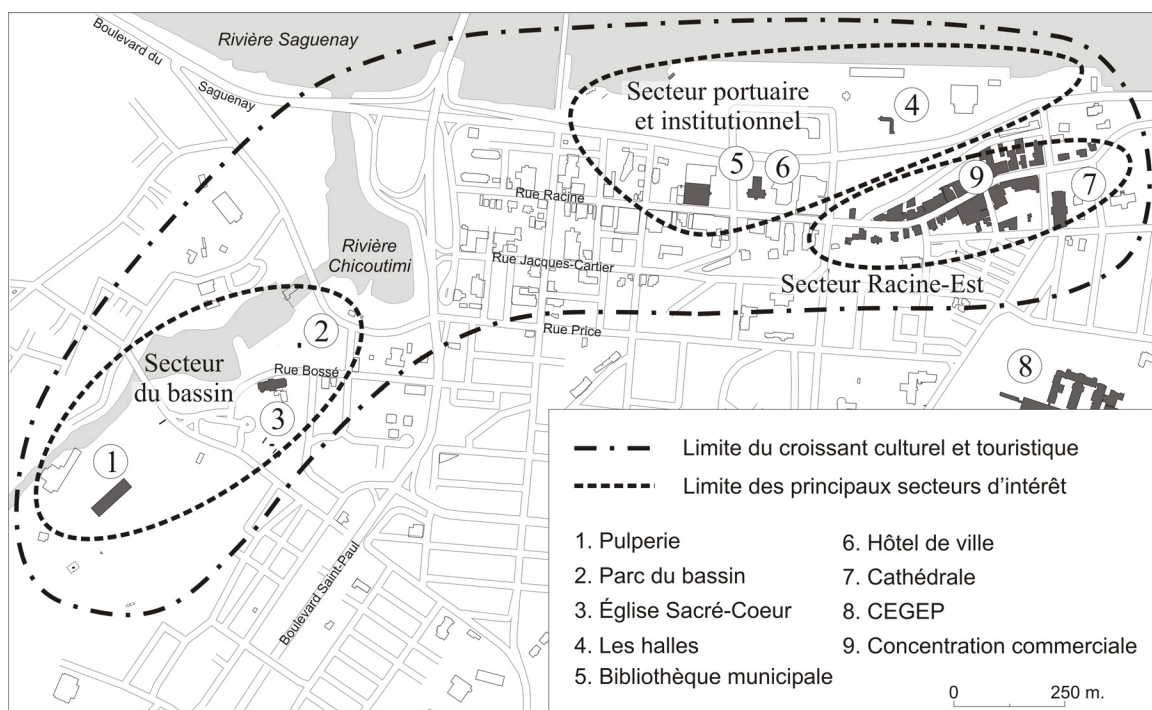 Boulevard du
Saguenay
Rivière Saguenay
Secteur portuaire
et institutionnel
4
5
6
9
7
Rue Racine
Rivière
Chicoutimi
Rue Jacques-Cartier
Secteur Racine-Est
Rue Price
2
Secteur
du bassin
Rue Bossé
3
8
1
Boulevard Saint-Paul
Limite du croissant culturel et touristique
Limite des principaux secteurs d'intérêt
1. Pulperie
2. Parc du bassin
3. Église Sacré-Coeur
4. Les halles
5. Bibliothèque municipale
6. Hôtel de ville
7. Cathédrale
8. CEGEP
9. Concentration commerciale
0 250 m.